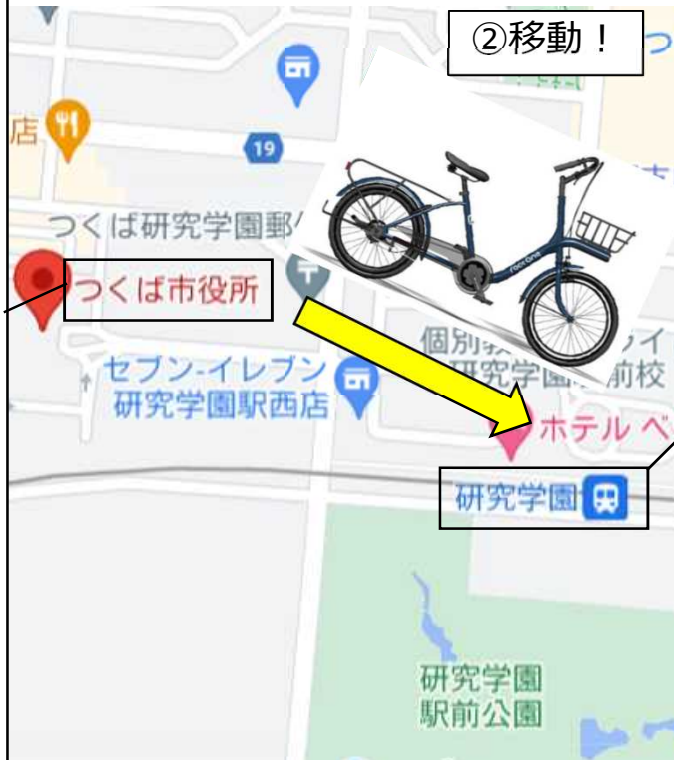 ②移動！
つ
店
19
つくば研究学園郵
つくば市役所
セブン-イレブン
研究学園駅西店
個別教
イ
研究学園
前校
ホテル ベ
研究学園
研究学園
駅前公園